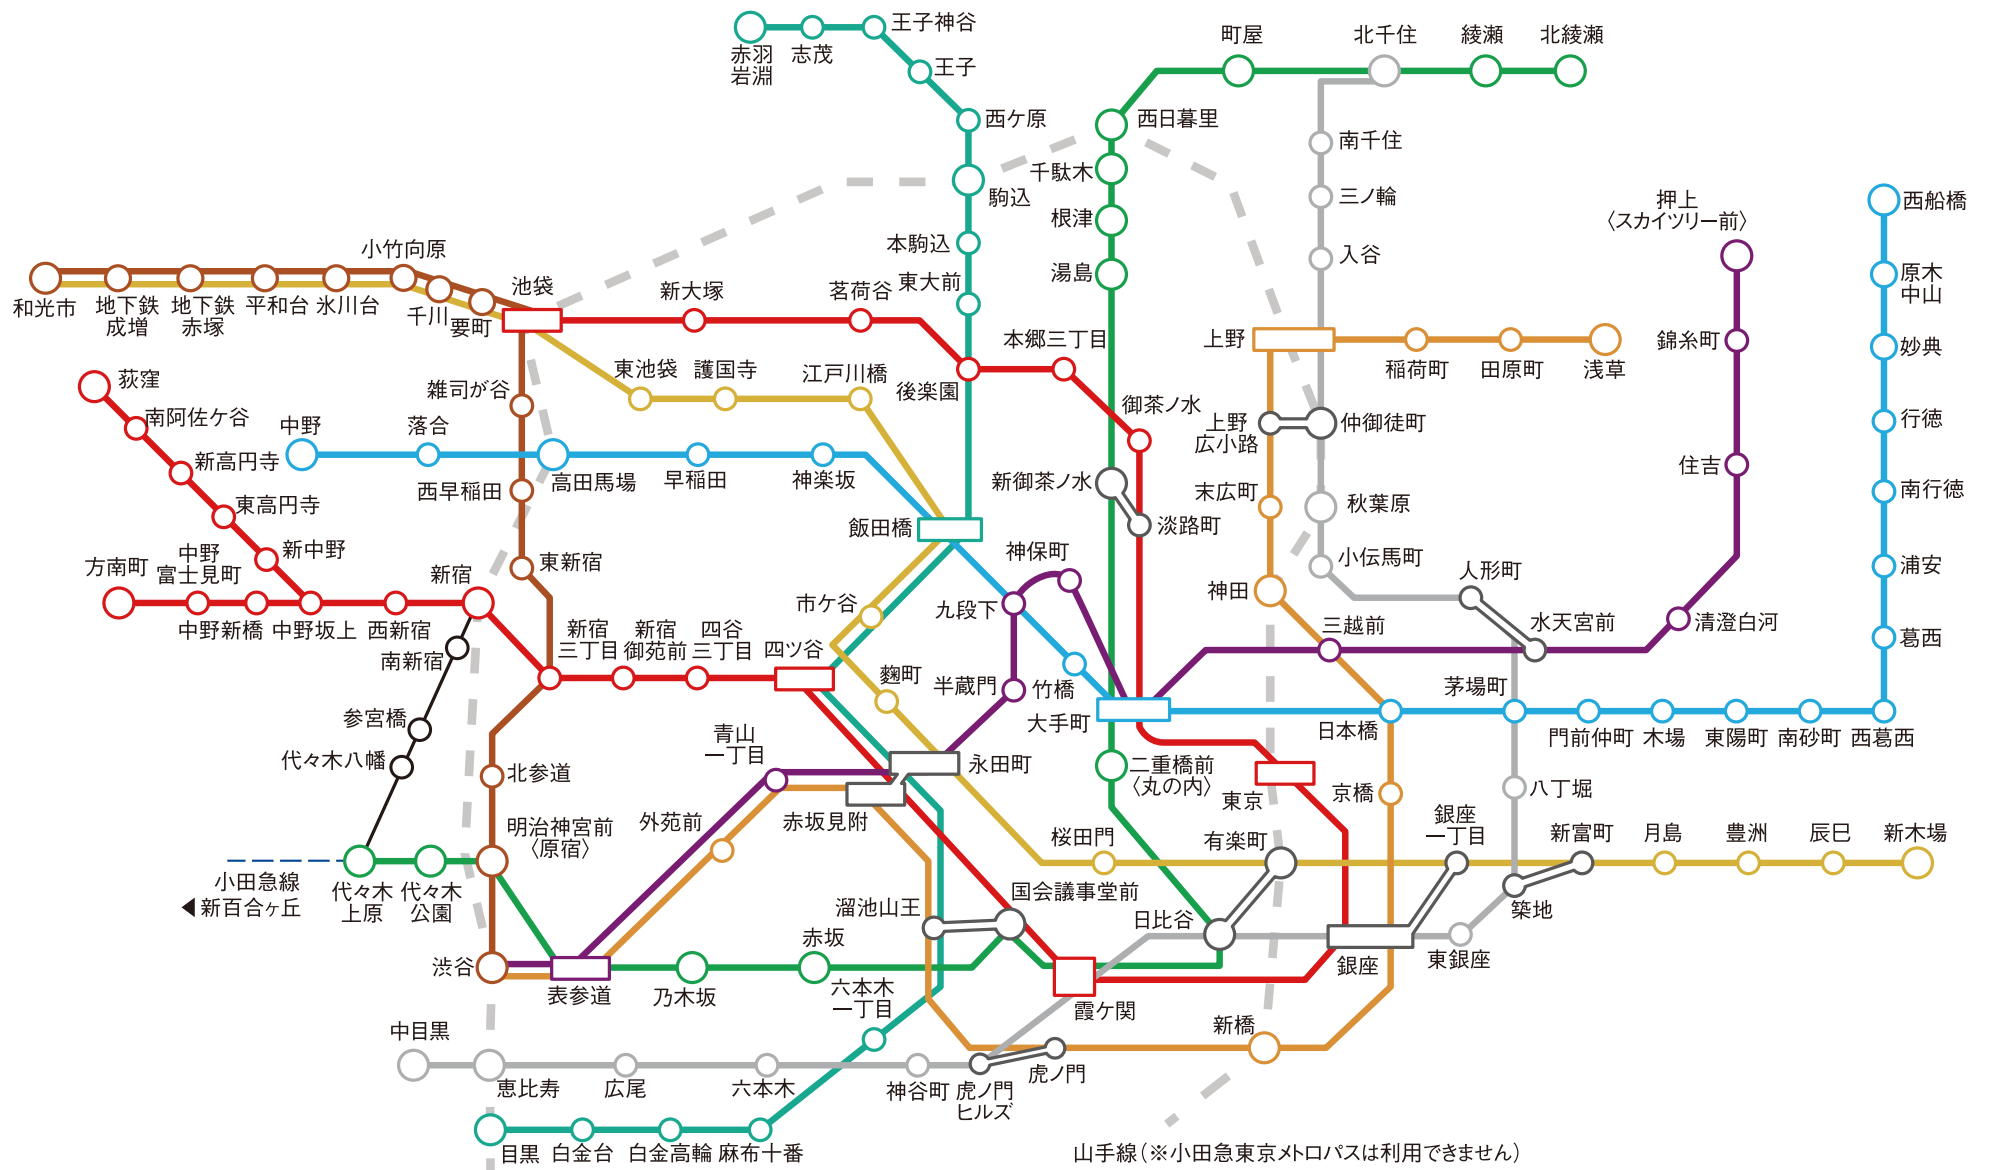 赤羽
岩淵
志茂
王子神谷
王子
西ケ原
駒込
本駒込
東大前
町屋
北千住
綾瀬
北綾瀬
西日暮里
千駄木
根津
湯島
南千住
三ノ輪
入谷
押上
〈スカイツリー前〉
西船橋
原木
中山
妙典
行徳
南行徳
浦安
葛西
錦糸町
住吉
清澄白河
和光市
地下鉄
成増
地下鉄
赤塚
平和台
氷川台
小竹向原
千川
要町
池袋
新大塚
茗荷谷
後楽園
本郷三丁目
御茶ノ水
上野
稲荷町
田原町
浅草
上野
広小路
仲御徒町
末広町
秋葉原
小伝馬町
人形町
水天宮前
神田
三越前
荻窪
南阿佐ケ谷
新高円寺
東高円寺
新中野
方南町
中野
富士見町
中野新橋
中野坂上
西新宿
新宿
中野
落合
高田馬場
早稲田
神楽坂
雑司が谷
西早稲田
東新宿
東池袋
護国寺
江戸川橋
飯田橋
新御茶ノ水
淡路町
神保町
九段下
市ケ谷
麴町
半蔵門
竹橋
大手町
新宿
三丁目
新宿
御苑前
四谷
三丁目
四ツ谷
南新宿
参宮橋
代々木八幡
北参道
明治神宮前
〈原宿〉
代々木
上原
代々木
公園
小田急線
新百合ヶ丘
青山
一丁目
外苑前
永田町
赤坂見附
二重橋前
〈丸の内〉
東京
日本橋
京橋
茅場町
門前仲町
木場
東陽町
南砂町
西葛西
八丁堀
桜田門
有楽町
銀座
一丁目
新富町
月島
豊洲
辰巳
新木場
渋谷
表参道
乃木坂
赤坂
溜池山王
国会議事堂前
日比谷
銀座
東銀座
築地
霞ケ関
六本木
一丁目
新橋
中目黒
恵比寿
広尾
六本木
神谷町
虎ノ門
ヒルズ
虎ノ門
目黒
白金台
白金高輪
麻布十番
山手線(※小田急東京メトロパスは利用できません)